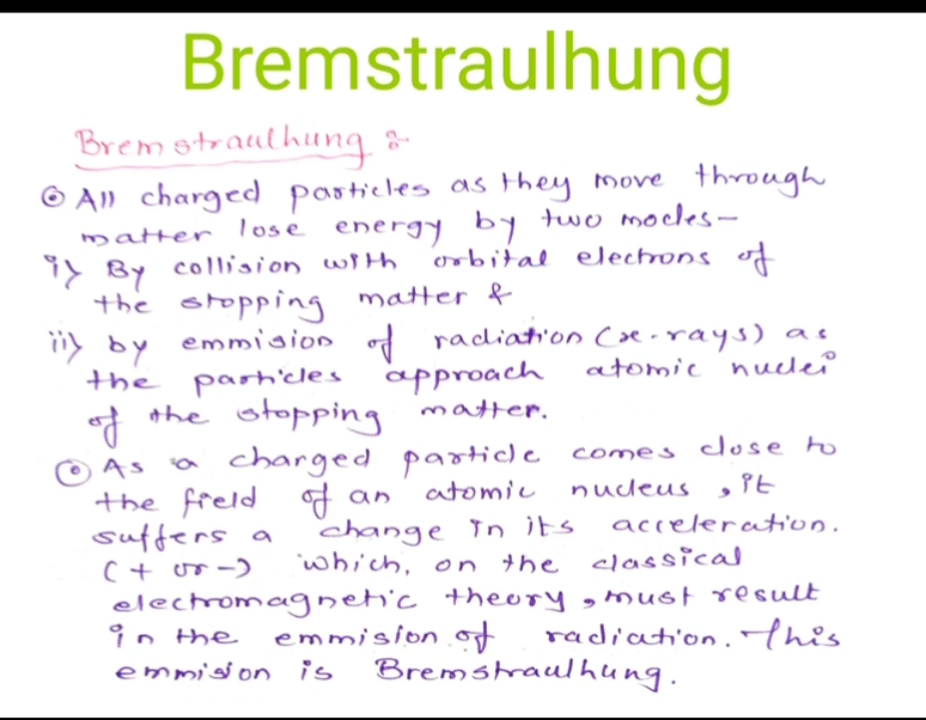 Bremstraulhung
Bremstraulhung :-
All charged particles as they move through
matter lose energy by two modes-
i> By collision with orbital electrons of
the stopping matter &
ii> by emmision of radiation (x-rays) as
the particles approach atomic nuclei
of the stopping matter.
As a charged particle comes close to
the field of an atomic nucleus, it
suffers a change in its acceleration.
(+ or -) which, on the classical
electromagnetic theory, must result
in the emmision of radiation. This
emmision is Bremstraulhung.